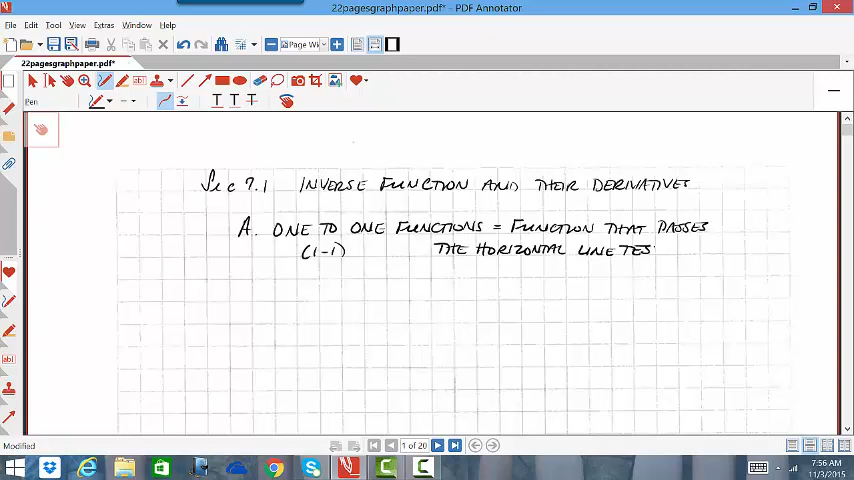 22pagesgraphpaper.pdf* - PDF Annotator
File Edit View Tool Extras Window Help
Page Wi
22pagesgraphpaper.pdf*
Pen
Sec 7.1 INVERSE FUNCTION AND THEIR DERIVATIVES
A. ONE TO ONE FUNCTIONS = FUNCTION THAT PASSES
(1-1) THE HORIZONTAL LINE TES
1 of 20
Modified
7:56 AM
11/3/2015